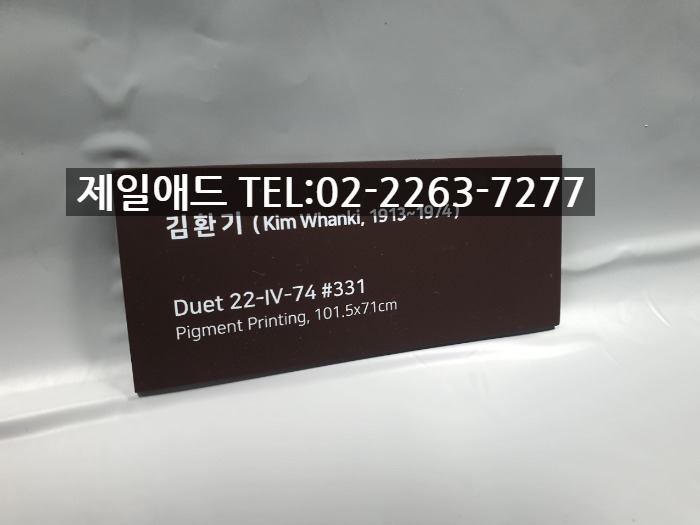 제일애드 TEL:02-2263-7277
김환기 (Kim Whanki, 1913~1974)
Duet 22-IV-74 #331
Pigment Printing, 101.5x71cm